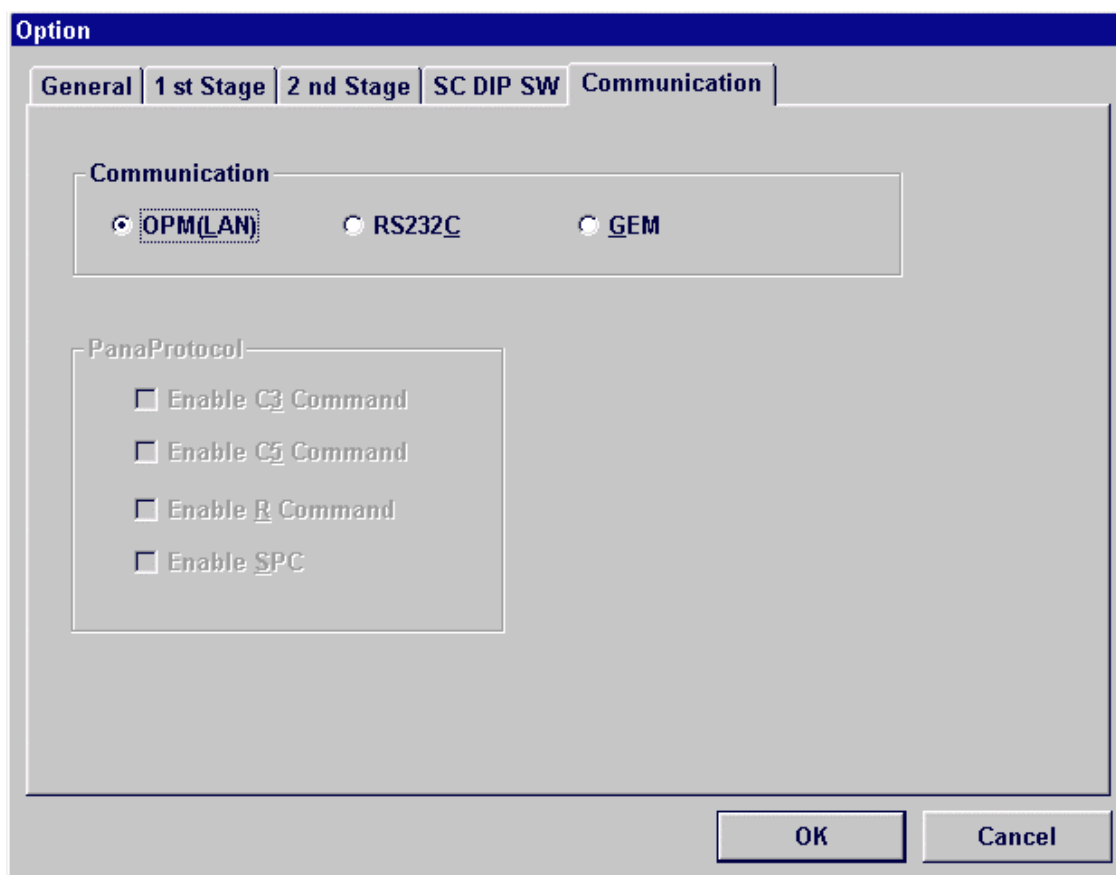 Option
General 1 st Stage 2 nd Stage SC DIP SW Communication
Communication
OPM(LAN) RS232C GEM
PanaProtocol
Enable C3 Command
Enable C5 Command
Enable R Command
Enable SPC
OK Cancel